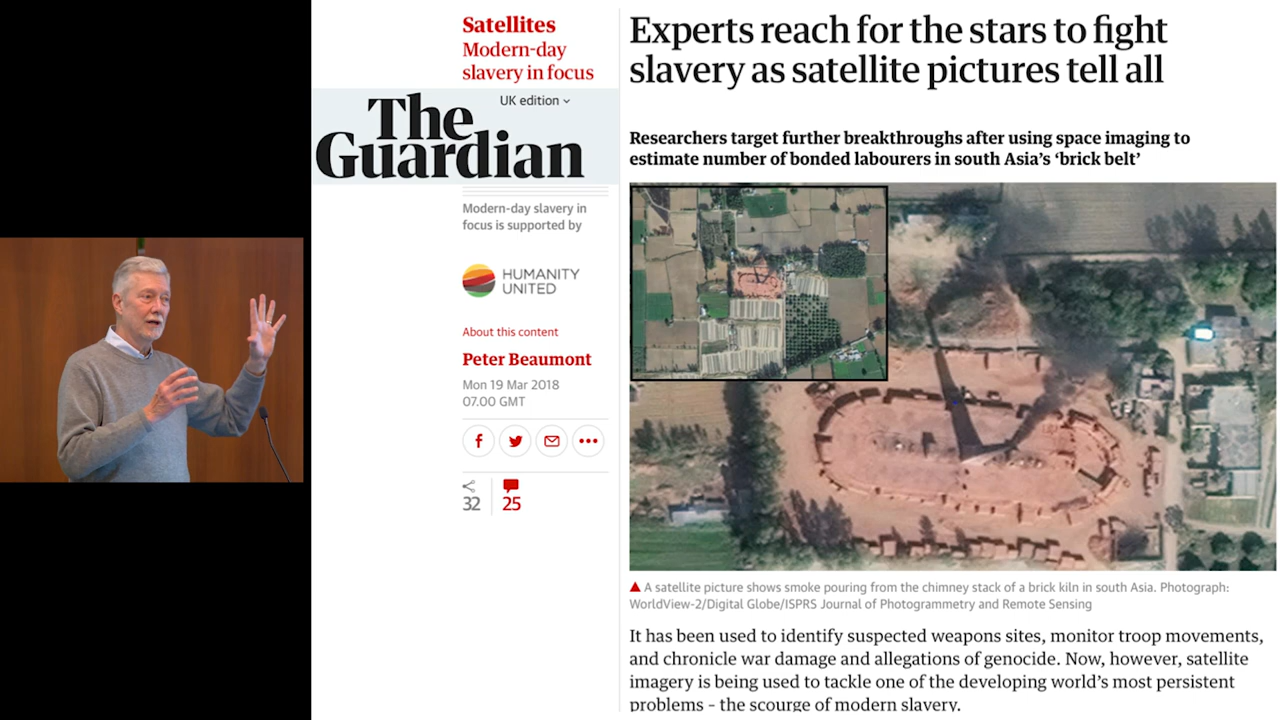 Satellites
Modern-day
slavery in focus
UK edition
The
Guardian
Modern-day slavery in
focus is supported by
HUMANITY
UNITED
About this content
Peter Beaumont
Mon 19 Mar 2018
07.00 GMT
32
25
Experts reach for the stars to fight
slavery as satellite pictures tell all
Researchers target further breakthroughs after using space imaging to
estimate number of bonded labourers in south Asia’s ‘brick belt’
A satellite picture shows smoke pouring from the chimney stack of a brick kiln in south Asia. Photograph:
WorldView-2/Digital Globe/ISPRS Journal of Photogrammetry and Remote Sensing
It has been used to identify suspected weapons sites, monitor troop movements,
and chronicle war damage and allegations of genocide. Now, however, satellite
imagery is being used to tackle one of the developing world’s most persistent
problems – the scourge of modern slavery.